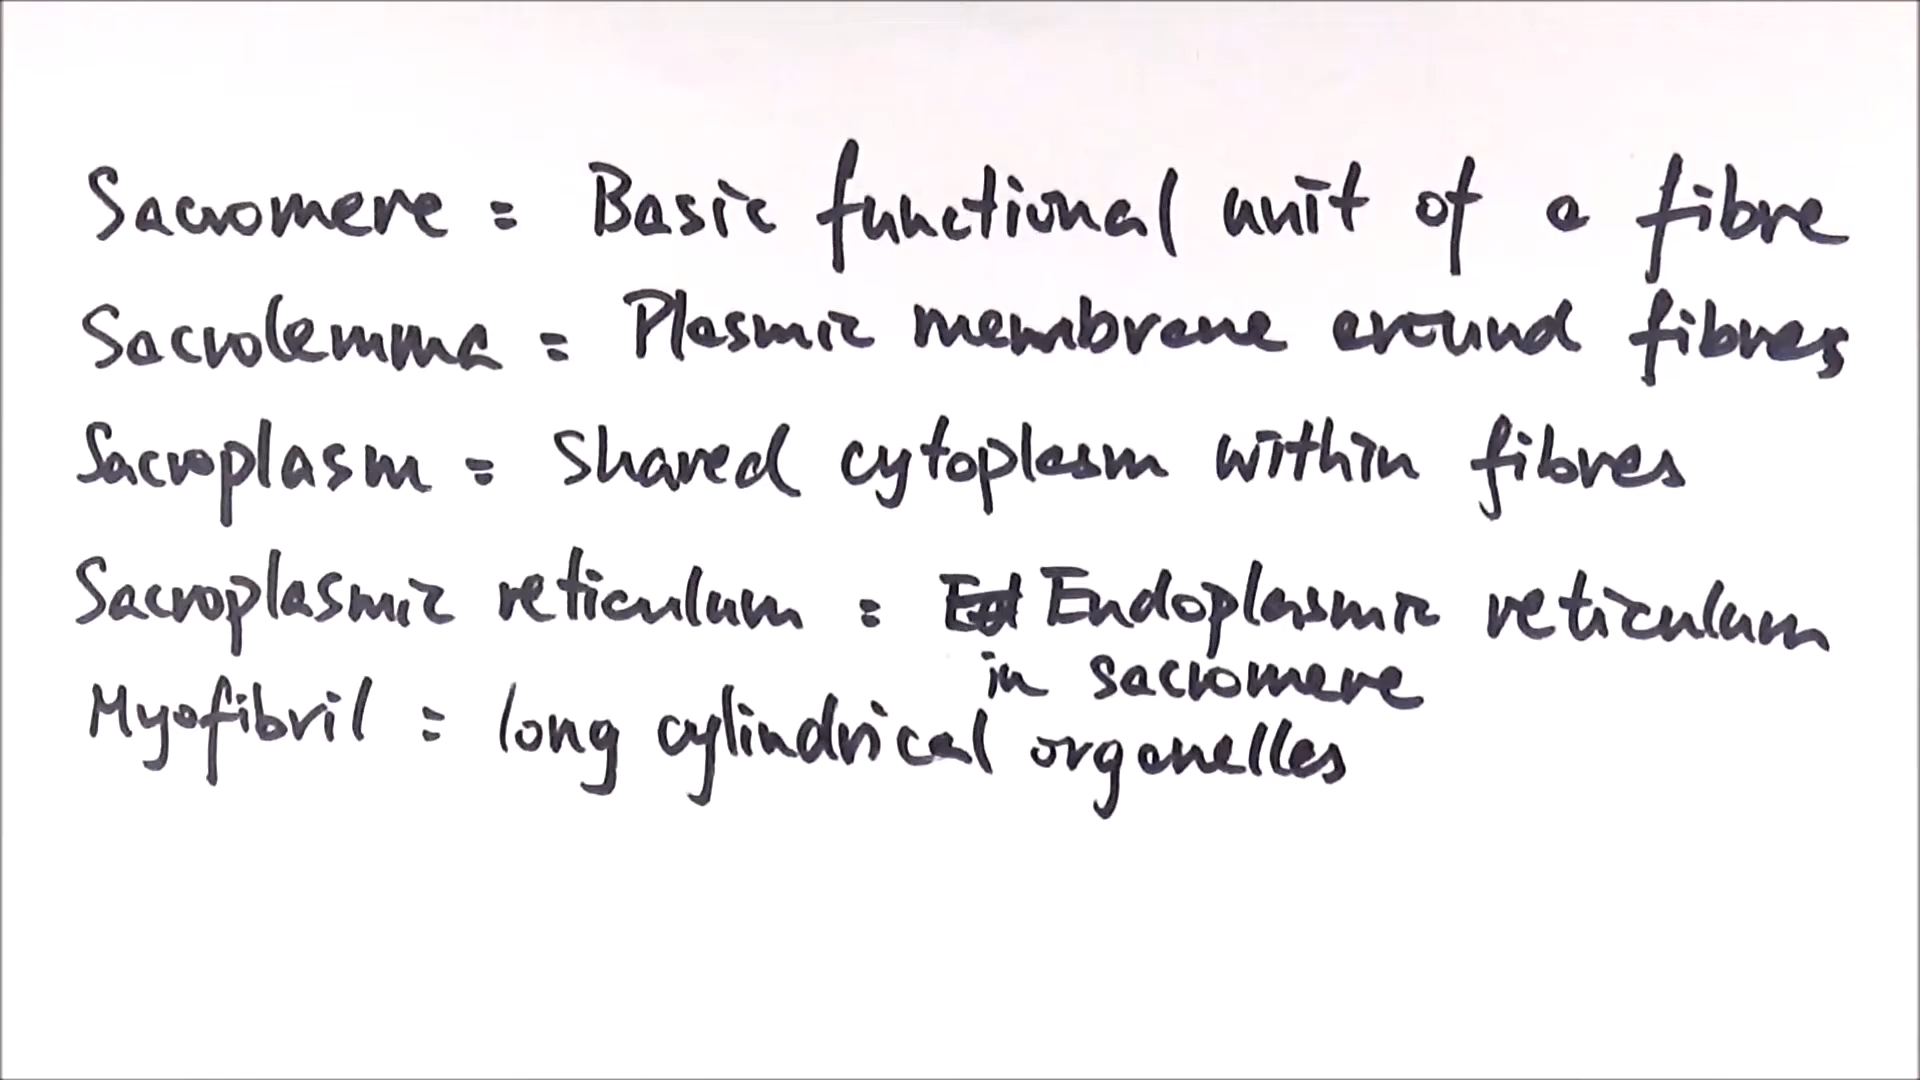 Sacromere = Basic functional unit of a fibre
Sacrolemma = Plasmic membrane around fibres
Sacroplasm = Shared cytoplasm within fibres
Sacroplasmic reticulum = Endoplasmic reticulum
in sacromere
Myofibril = long cylindrical organelles